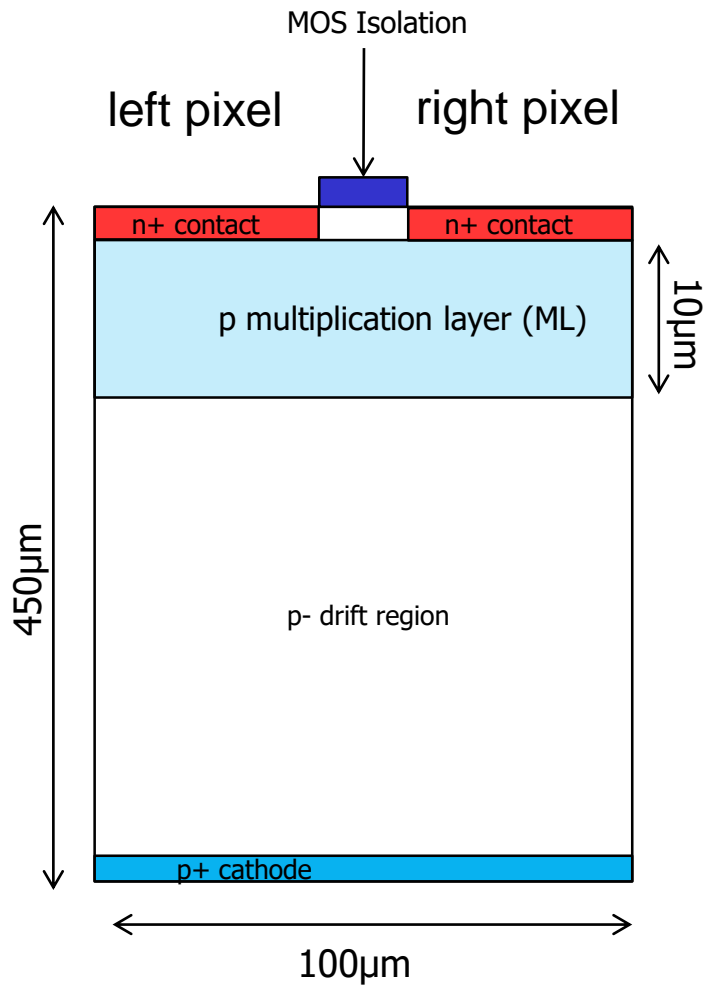 MOS Isolation
left pixel
right pixel
n+ contact
n+ contact
p multiplication layer (ML)
10µm
450µm
p- drift region
p+ cathode
100µm